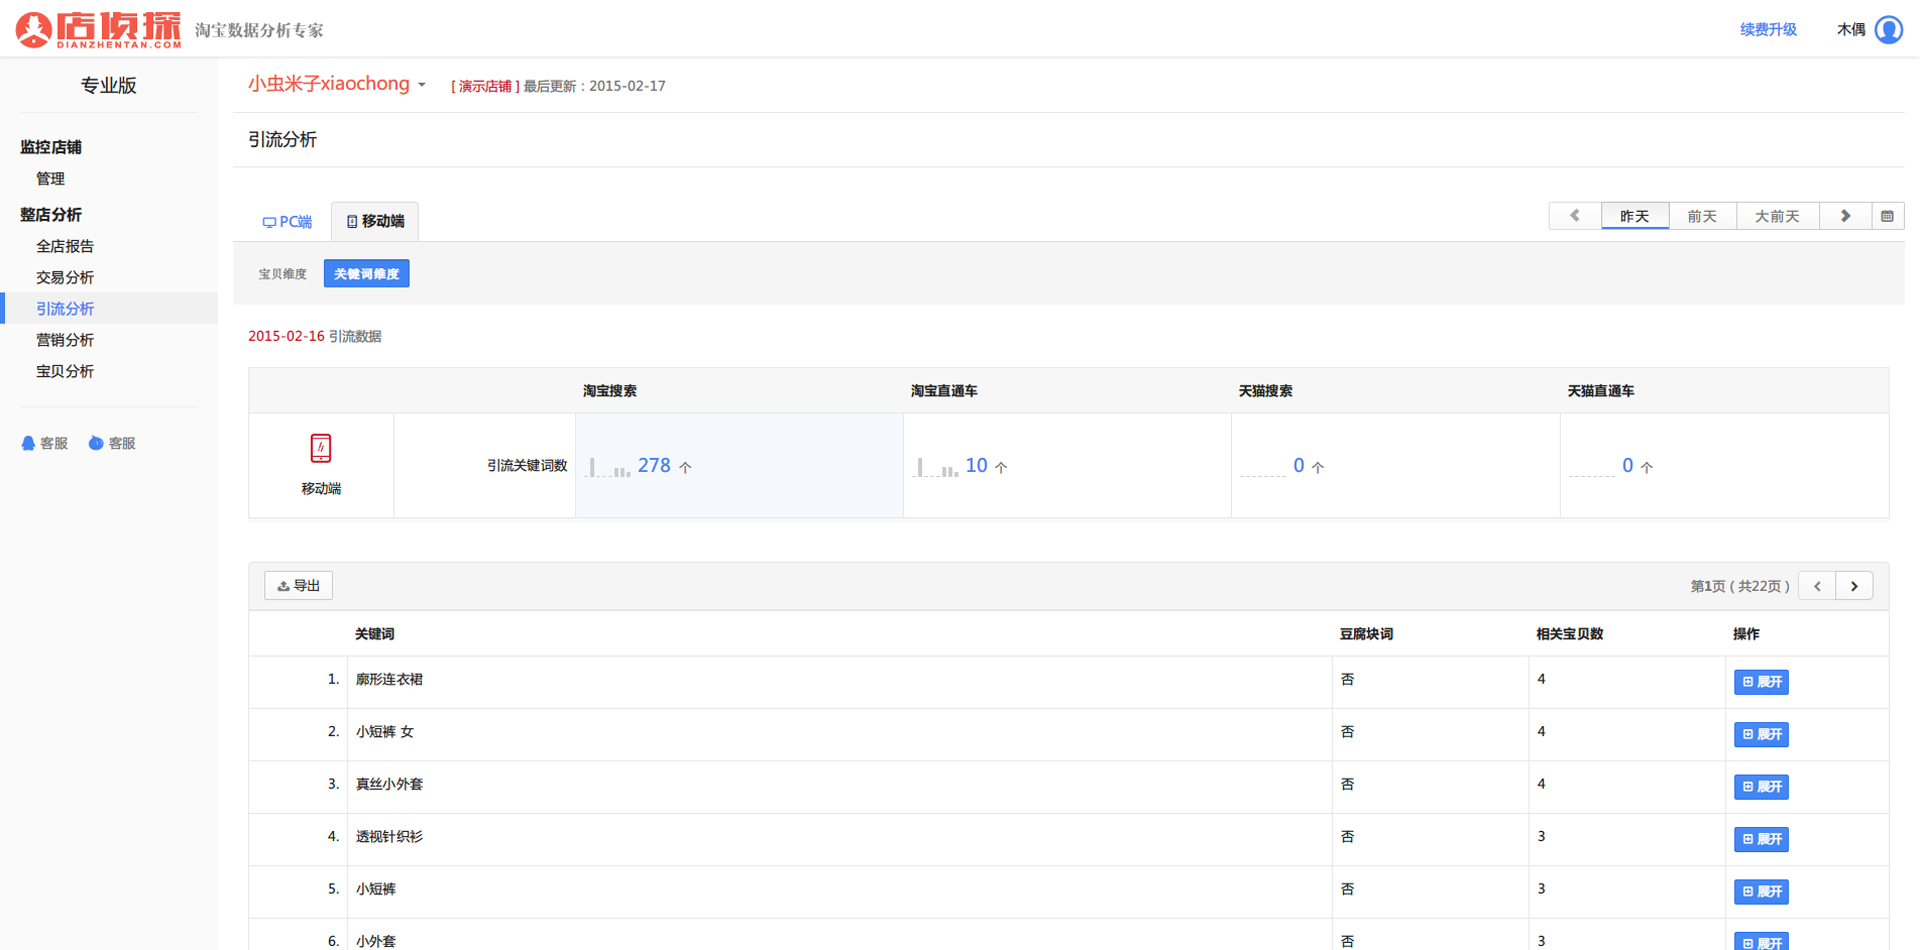 店侦探
DIANZHENTAN.COM
淘宝数据分析专家
续费升级
木偶
专业版
监控店铺
管理
整店分析
全店报告
交易分析
引流分析
营销分析
宝贝分析
客服
客服
小虫米子xiaochong
[ 演示店铺 ] 最后更新：2015-02-17
引流分析
PC端
移动端
昨天
前天
大前天
宝贝维度
关键词维度
2015-02-16 引流数据
淘宝搜索
淘宝直通车
天猫搜索
天猫直通车
移动端
引流关键词数
278 个
10 个
0 个
0 个
导出
第1页 ( 共22页 )
关键词
豆腐块词
相关宝贝数
操作
1. 廓形连衣裙 否 4 展开
2. 小短裤 女 否 4 展开
3. 真丝小外套 否 4 展开
4. 透视针织衫 否 3 展开
5. 小短裤 否 3 展开
6. 小外套 否 3 展开